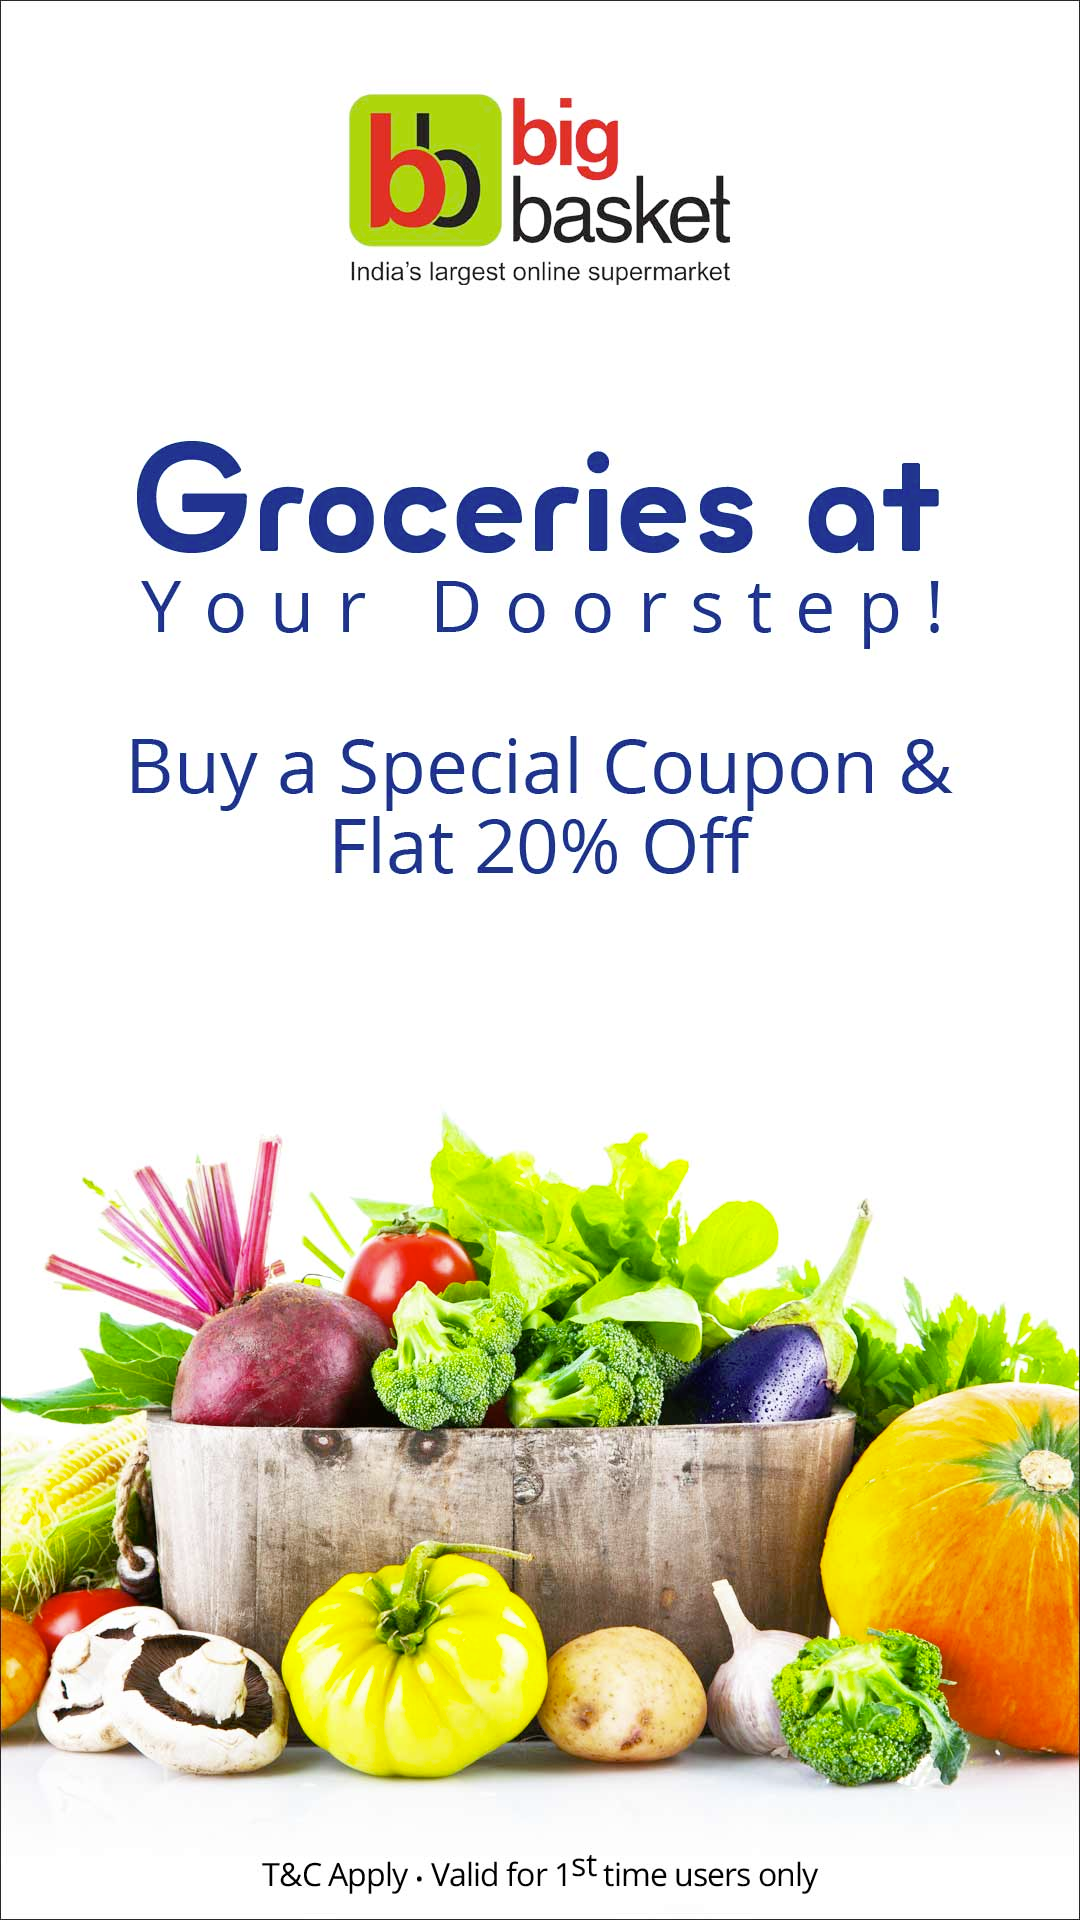 bb
big
basket
India's largest online supermarket
Groceries at
Your Doorstep!
Buy a Special Coupon &
Flat 20% Off
T&C Apply • Valid for 1st time users only